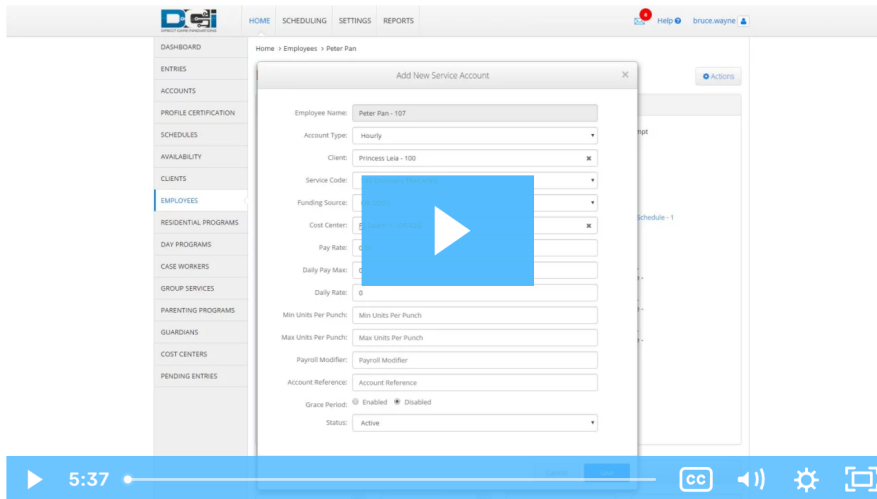 DCI
DIRECT CARE INNOVATIONS
HOME SCHEDULING SETTINGS REPORTS
Help
bruce.wayne
DASHBOARD
ENTRIES
ACCOUNTS
PROFILE CERTIFICATION
SCHEDULES
AVAILABILITY
CLIENTS
EMPLOYEES
RESIDENTIAL PROGRAMS
DAY PROGRAMS
CASE WORKERS
GROUP SERVICES
PARENTING PROGRAMS
GUARDIANS
COST CENTERS
PENDING ENTRIES
Home > Employees > Peter Pan
Actions
Add New Service Account
Employee Name: Peter Pan - 107
Account Type: Hourly
Client: Princess Leia - 100
Service Code:
Funding Source:
Cost Center:
Pay Rate:
Daily Pay Max:
Daily Rate: 0
Min Units Per Punch: Min Units Per Punch
Max Units Per Punch: Max Units Per Punch
Payroll Modifier: Payroll Modifier
Account Reference: Account Reference
Grace Period: Enabled Disabled
Status: Active
mpt
Schedule - 1
5:37
CC